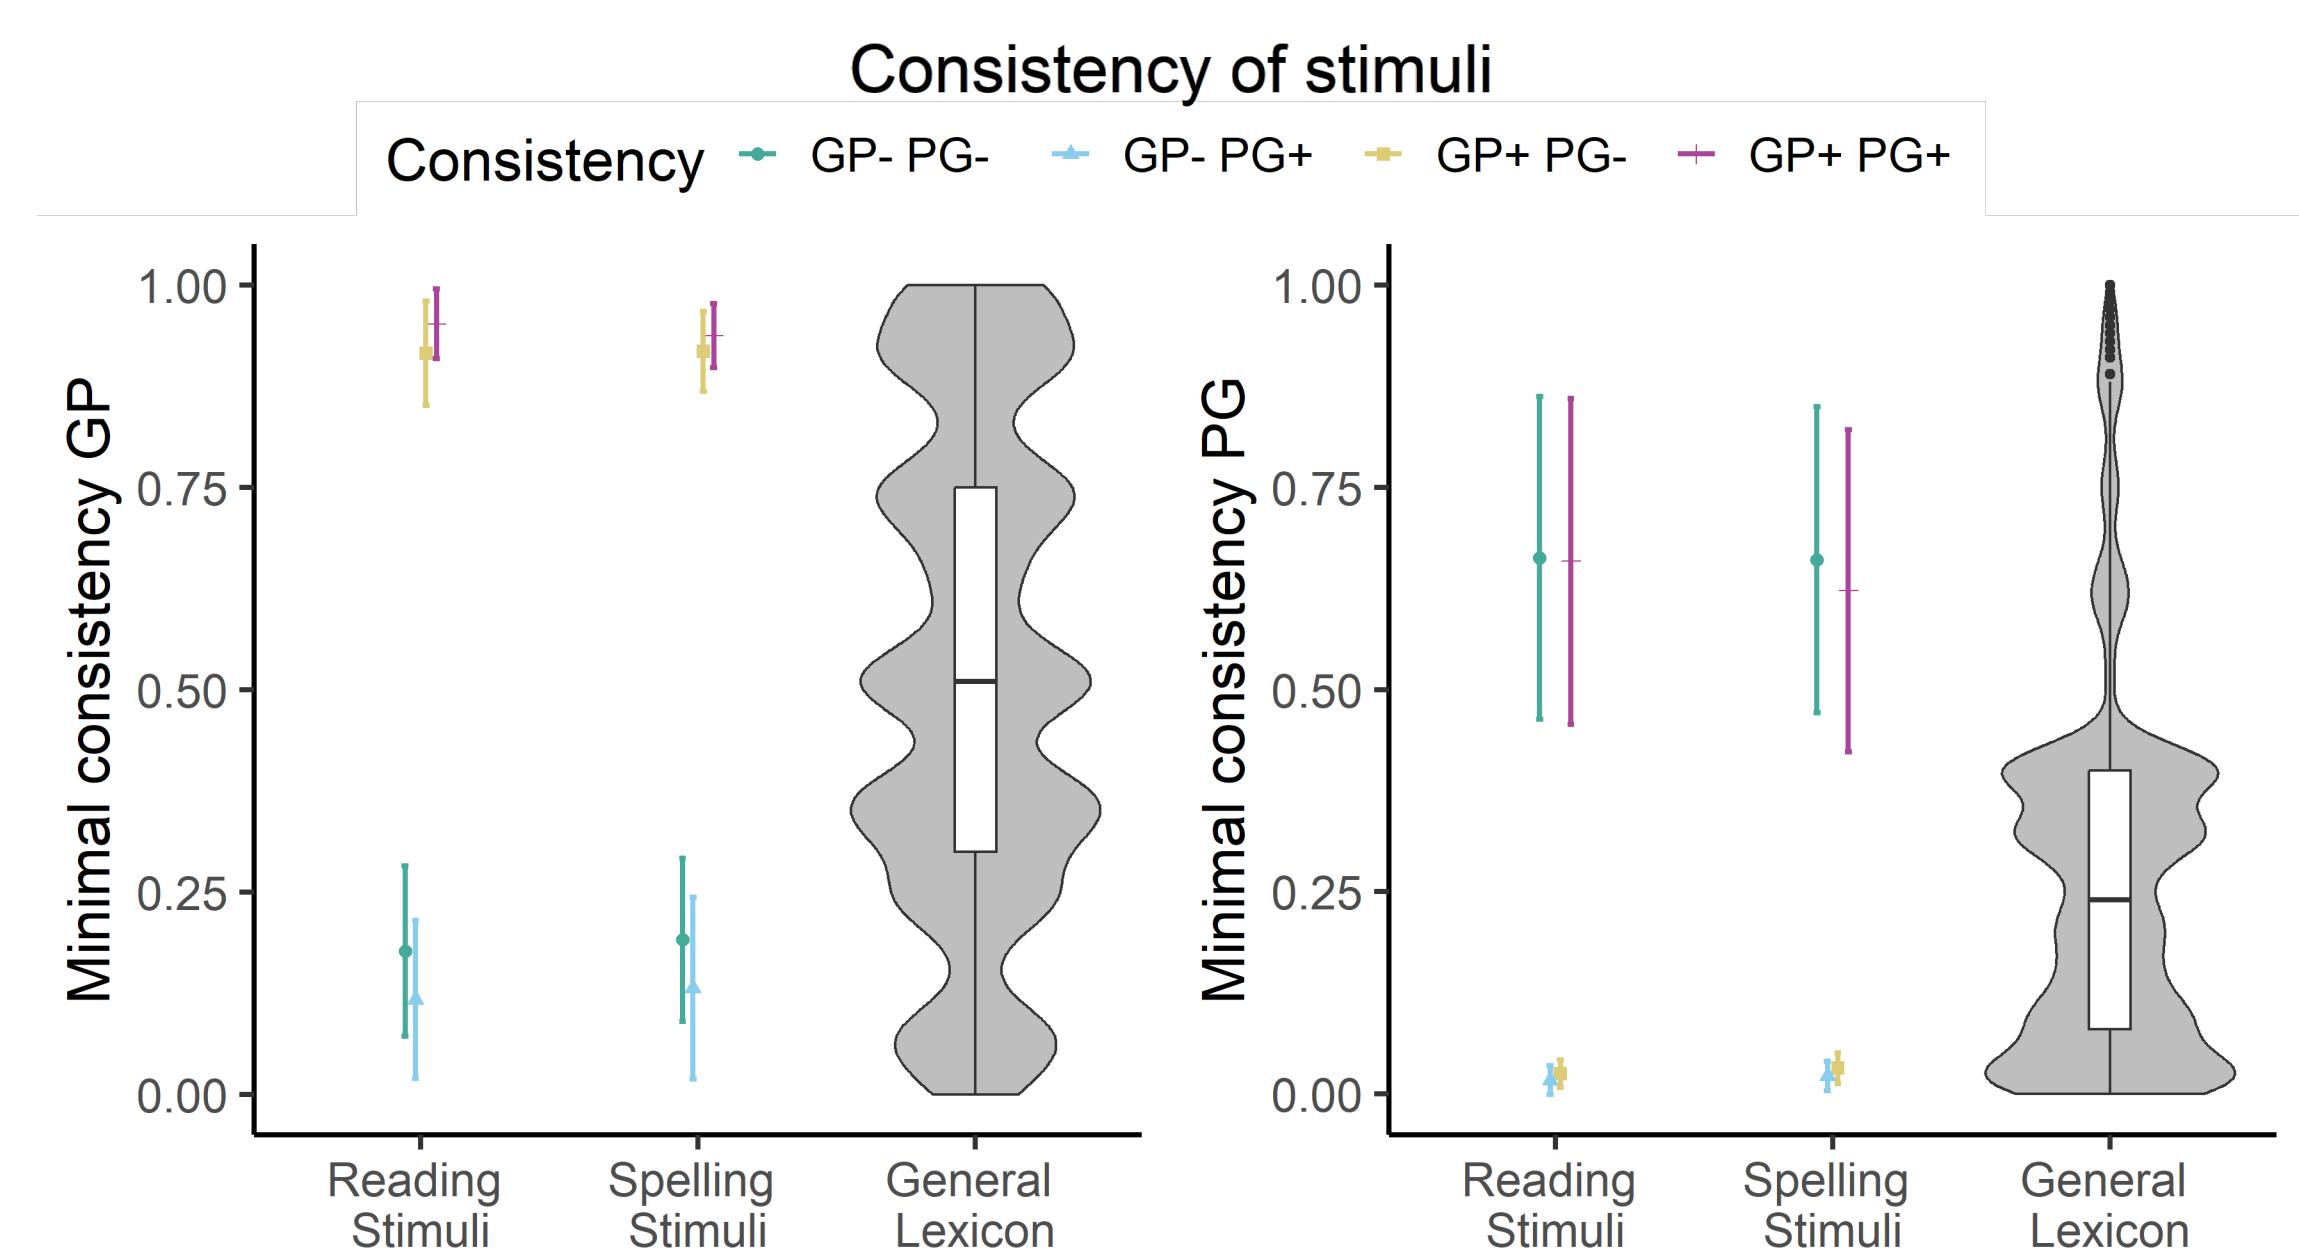 Consistency of stimuli
Consistency GP- PG- GP- PG+ GP+ PG- GP+ PG+
Minimal consistency GP
1.00
0.75
0.50
0.25
0.00
Reading Stimuli
Spelling Stimuli
General Lexicon
Minimal consistency PG
1.00
0.75
0.50
0.25
0.00
Reading Stimuli
Spelling Stimuli
General Lexicon